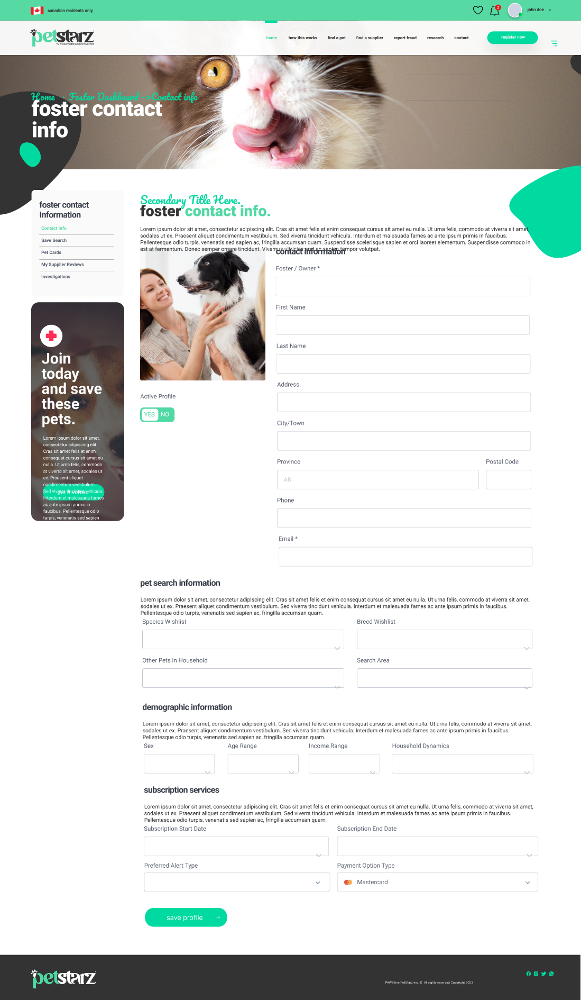 canadian residents only
2
john doe
petstarz
home
how this works
find a pet
find a supplier
report fraud
research
contact
register now
Home → Foster Dashboard ->Contact info
foster contact
info
foster contact
Information
Contact Info
Save Search
Pet Cards
My Supplier Reviews
Investigations
Join
today
and save
these
pets.
Lorem ipsum dolor sit amet,
consectetur adipiscing elit.
Cras sit amet felis et enim
consequat cursus sit amet eu
nulla. Ut urna felis, commodo
at viverra sit amet, sodales ut
ex. Praesent aliquet
condimentum vestibulum.
Sed viverra tincidunt vehicula.
get involved
Interdum et malesuada fames
ac ante ipsum primis in
faucibus. Pellentesque odio
turpis, venenatis sed sapien
Secondary Title Here.
foster contact info.
Lorem ipsum dolor sit amet, consectetur adipiscing elit. Cras sit amet felis et enim consequat cursus sit amet eu nulla. Ut urna felis, commodo at viverra sit amet,
sodales ut ex. Praesent aliquet condimentum vestibulum. Sed viverra tincidunt vehicula. Interdum et malesuada fames ac ante ipsum primis in faucibus.
Pellentesque odio turpis, venenatis sed sapien ac, fringilla accumsan quam. Suspendisse scelerisque sapien et orci laoreet elementum. Suspendisse commodo in
est at fermentum. Donec semper ornare tincidunt. Vivamus ultricies erat ac sapien tempor volutpat.
contact information
Foster / Owner *
First Name
Last Name
Address
City/Town
Province
Postal Code
AB
Phone
Email *
Active Profile
YES NO
pet search information
Lorem ipsum dolor sit amet, consectetur adipiscing elit. Cras sit amet felis et enim consequat cursus sit amet eu nulla. Ut urna felis, commodo at viverra sit amet,
sodales ut ex. Praesent aliquet condimentum vestibulum. Sed viverra tincidunt vehicula. Interdum et malesuada fames ac ante ipsum primis in faucibus.
Pellentesque odio turpis, venenatis sed sapien ac, fringilla accumsan quam.
Species Wishlist
Breed Wishlist
Other Pets in Household
Search Area
demographic information
Lorem ipsum dolor sit amet, consectetur adipiscing elit. Cras sit amet felis et enim consequat cursus sit amet eu nulla. Ut urna felis, commodo at viverra sit amet,
sodales ut ex. Praesent aliquet condimentum vestibulum. Sed viverra tincidunt vehicula. Interdum et malesuada fames ac ante ipsum primis in faucibus.
Pellentesque odio turpis, venenatis sed sapien ac, fringilla accumsan quam.
Sex
Age Range
Income Range
Household Dynamics
subscription services
Lorem ipsum dolor sit amet, consectetur adipiscing elit. Cras sit amet felis et enim consequat cursus sit amet eu nulla. Ut urna felis, commodo at viverra sit amet,
sodales ut ex. Praesent aliquet condimentum vestibulum. Sed viverra tincidunt vehicula. Interdum et malesuada fames ac ante ipsum primis in faucibus.
Pellentesque odio turpis, venenatis sed sapien ac, fringilla accumsan quam.
Subscription Start Date
Subscription End Date
Preferred Alert Type
Payment Option Type
Mastercard
save profile →
petstarz
PAWSitive PetStarz Inc. © All rights reserved Copyright 2023